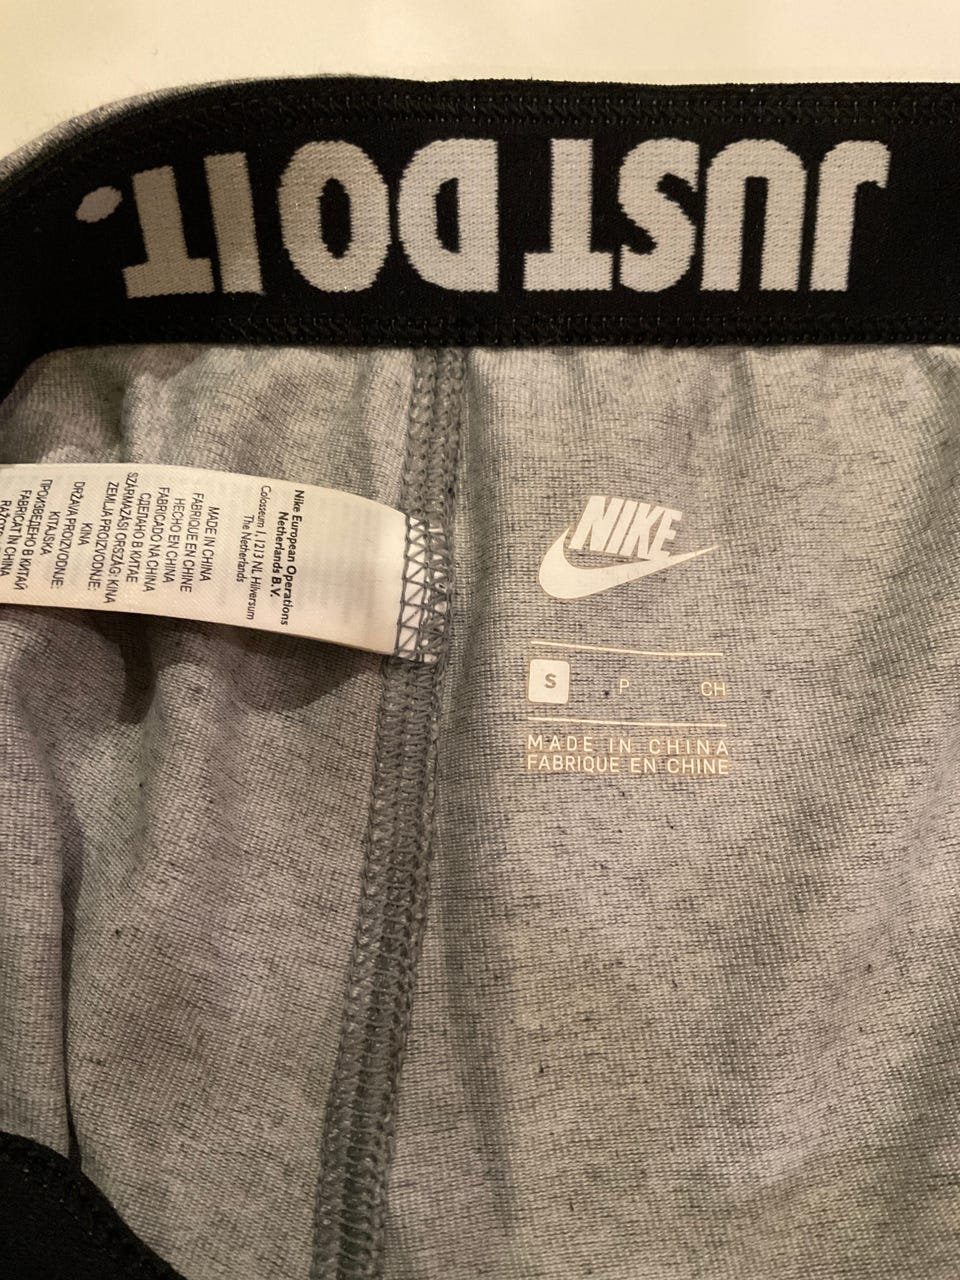 JUST DO IT.
NIKE
S P CH
MADE IN CHINA
FABRIQUE EN CHINE
Nike European Operations
Netherlands B.V.
Colosseum 1, 1213 NL Hilversum
The Netherlands
MADE IN CHINA
FABRIQUE EN CHINE
HECHO EN CHINA
FABRICADO NA CHINA
СДЕЛАНО В КИТАЕ
SZÁRMAZÁSI ORSZÁG: KÍNA
ZEMLJA PROIZVODNJE:
KINA
DRŽAVA PROIZVODNJE:
KITAJSKA
ПРОИЗВЕДЕНО В КИТАЙ
FABRICAT ÎN CHINA